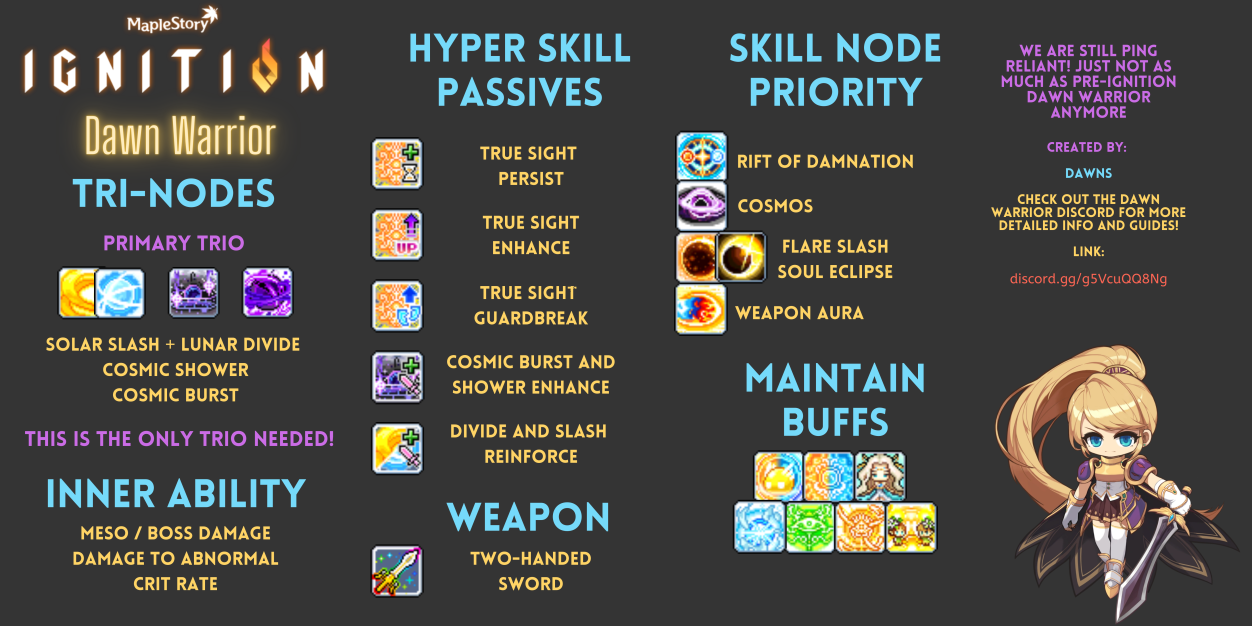 MapleStory
IGNITION
Dawn Warrior
TRI-NODES
PRIMARY TRIO
SOLAR SLASH + LUNAR DIVIDE
COSMIC SHOWER
COSMIC BURST
THIS IS THE ONLY TRIO NEEDED!
INNER ABILITY
MESO / BOSS DAMAGE
DAMAGE TO ABNORMAL
CRIT RATE
HYPER SKILL
PASSIVES
TRUE SIGHT
PERSIST
UP
TRUE SIGHT
ENHANCE
TRUE SIGHT
GUARDBREAK
COSMIC BURST AND
SHOWER ENHANCE
DIVIDE AND SLASH
REINFORCE
WEAPON
TWO-HANDED
SWORD
SKILL NODE
PRIORITY
RIFT OF DAMNATION
COSMOS
FLARE SLASH
SOUL ECLIPSE
WEAPON AURA
MAINTAIN
BUFFS
WE ARE STILL PING
RELIANT! JUST NOT AS
MUCH AS PRE-IGNITION
DAWN WARRIOR
ANYMORE
CREATED BY:
DAWNS
CHECK OUT THE DAWN
WARRIOR DISCORD FOR MORE
DETAILED INFO AND GUIDES!
LINK:
discord.gg/g5VcuQQ8Ng